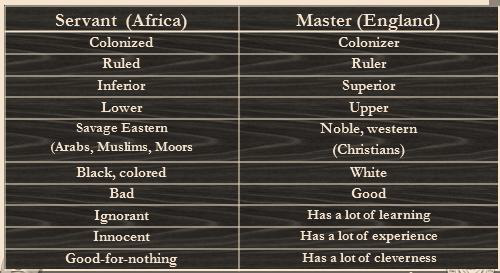 Servant (Africa) Master (England)
Colonized Colonizer
Ruled Ruler
Inferior Superior
Lower Upper
Savage Eastern Noble, western
(Arabs, Muslims, Moors (Christians)
Black, colored White
Bad Good
Ignorant Has a lot of learning
Innocent Has a lot of experience
Good-for-nothing Has a lot of cleverness